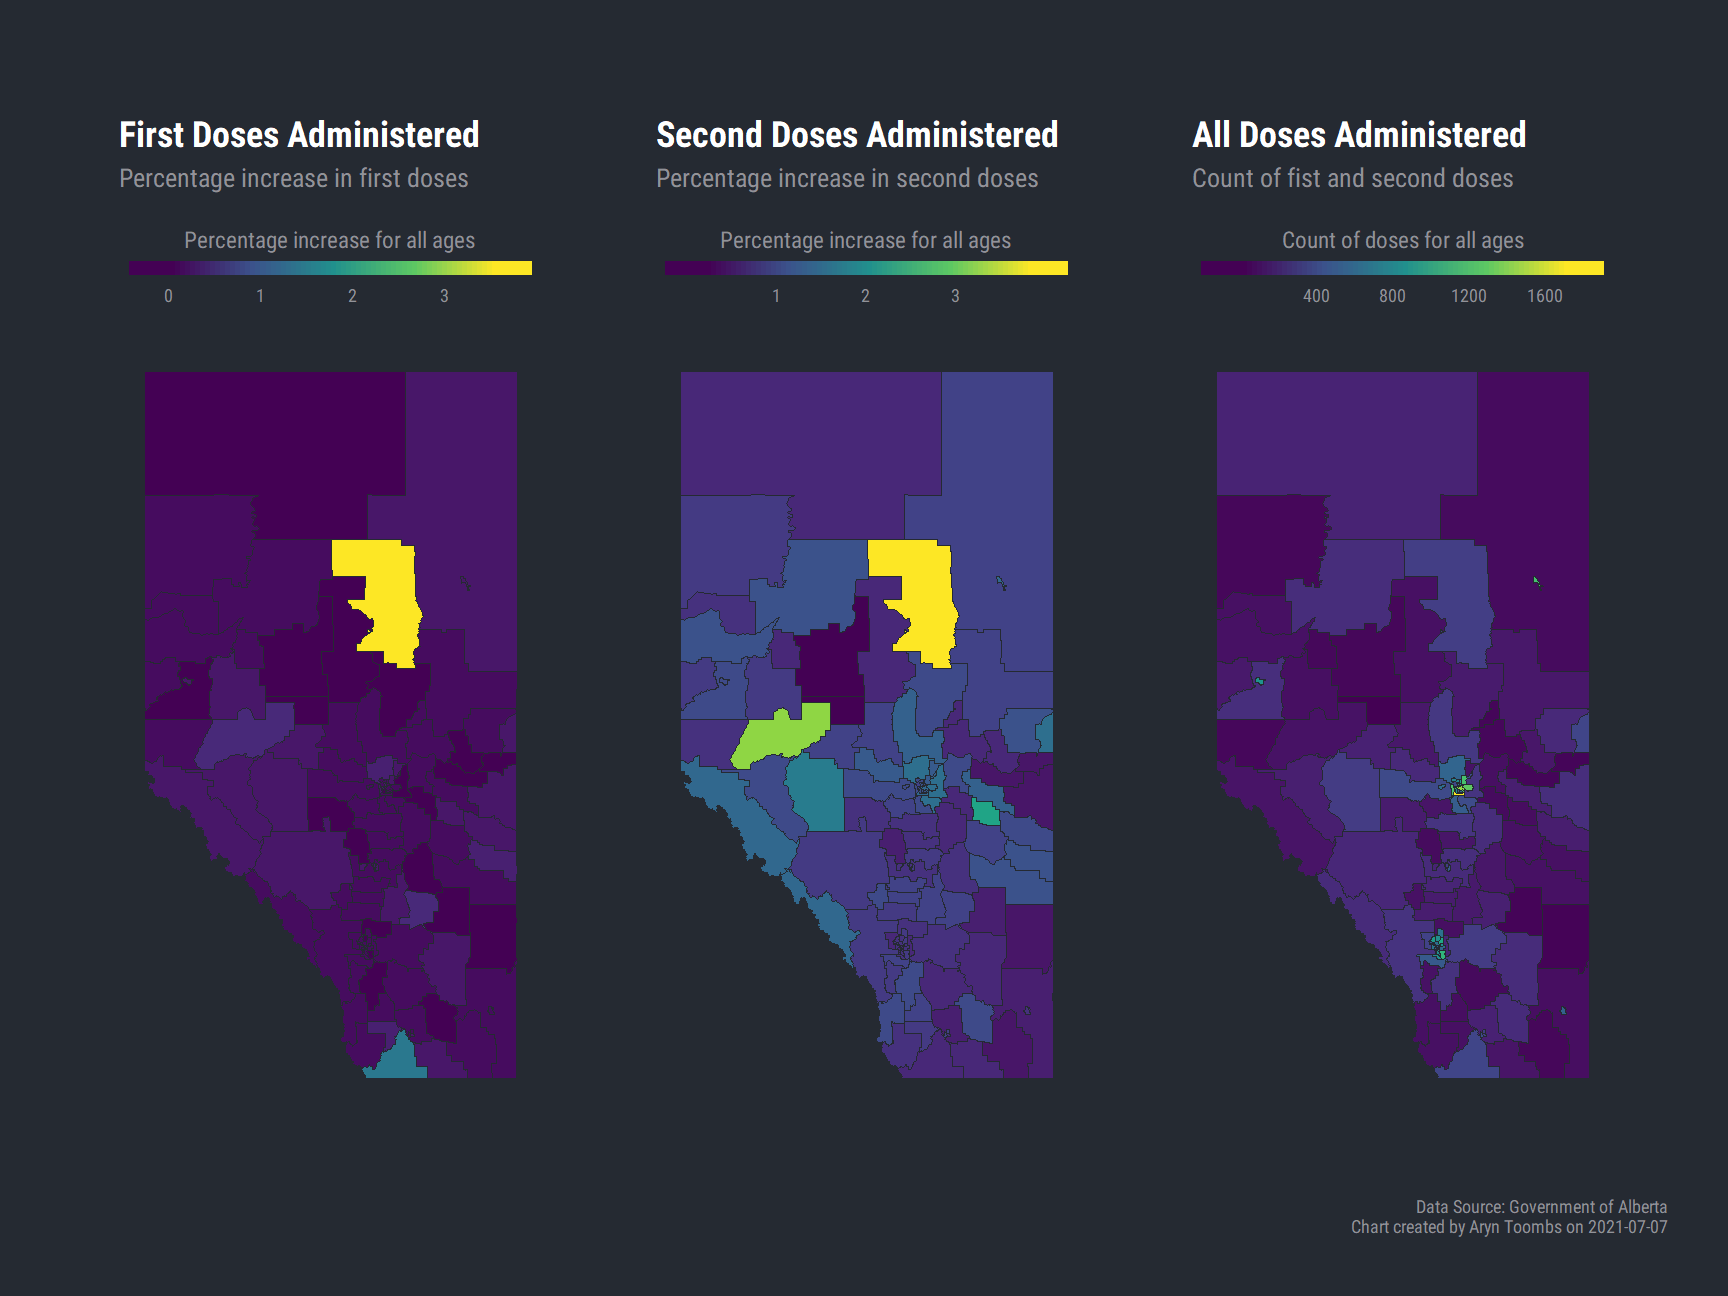 First Doses Administered
Percentage increase in first doses
Percentage increase for all ages
0 1 2 3
Second Doses Administered
Percentage increase in second doses
Percentage increase for all ages
1 2 3
All Doses Administered
Count of fist and second doses
Count of doses for all ages
400 800 1200 1600
Data Source: Government of Alberta
Chart created by Aryn Toombs on 2021-07-07